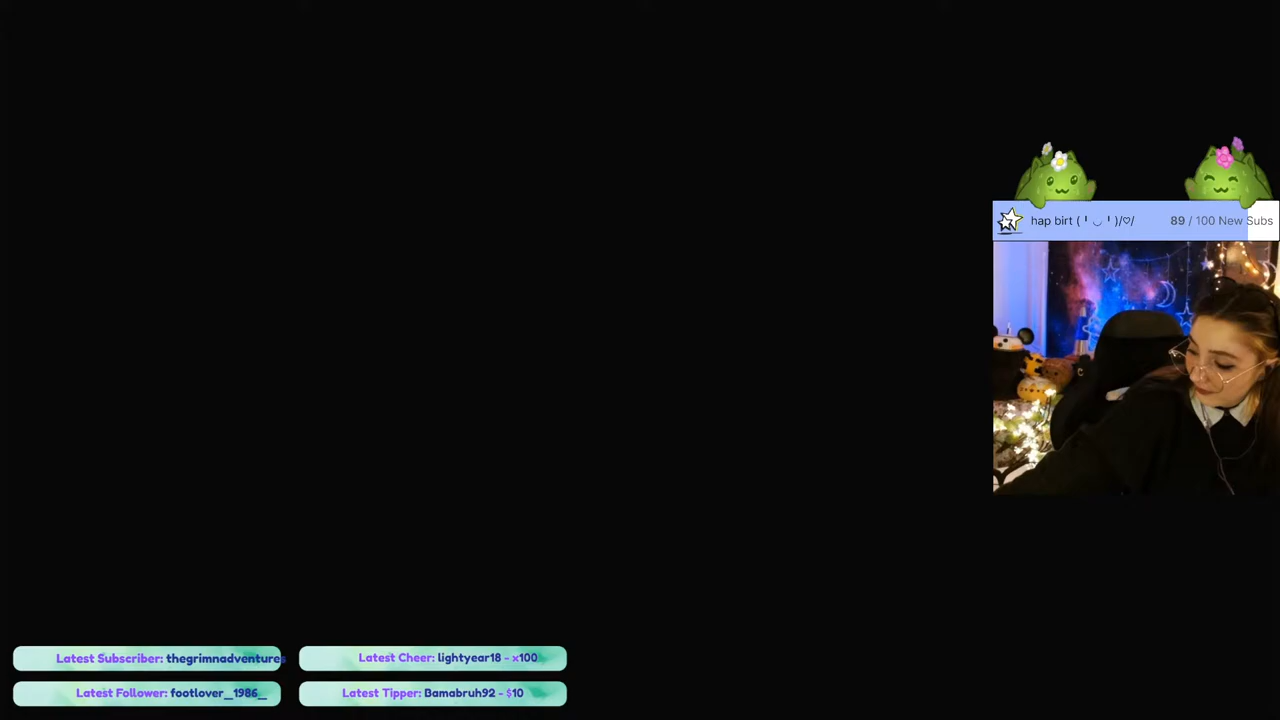 hap birt ( ╹ ◡ ╹ )/♡/ 89 / 100 New Subs
Latest Subscriber: thegrimnadventures
Latest Cheer: lightyear18 - x100
Latest Follower: footlover_1986_
Latest Tipper: Bamabruh92 - $10